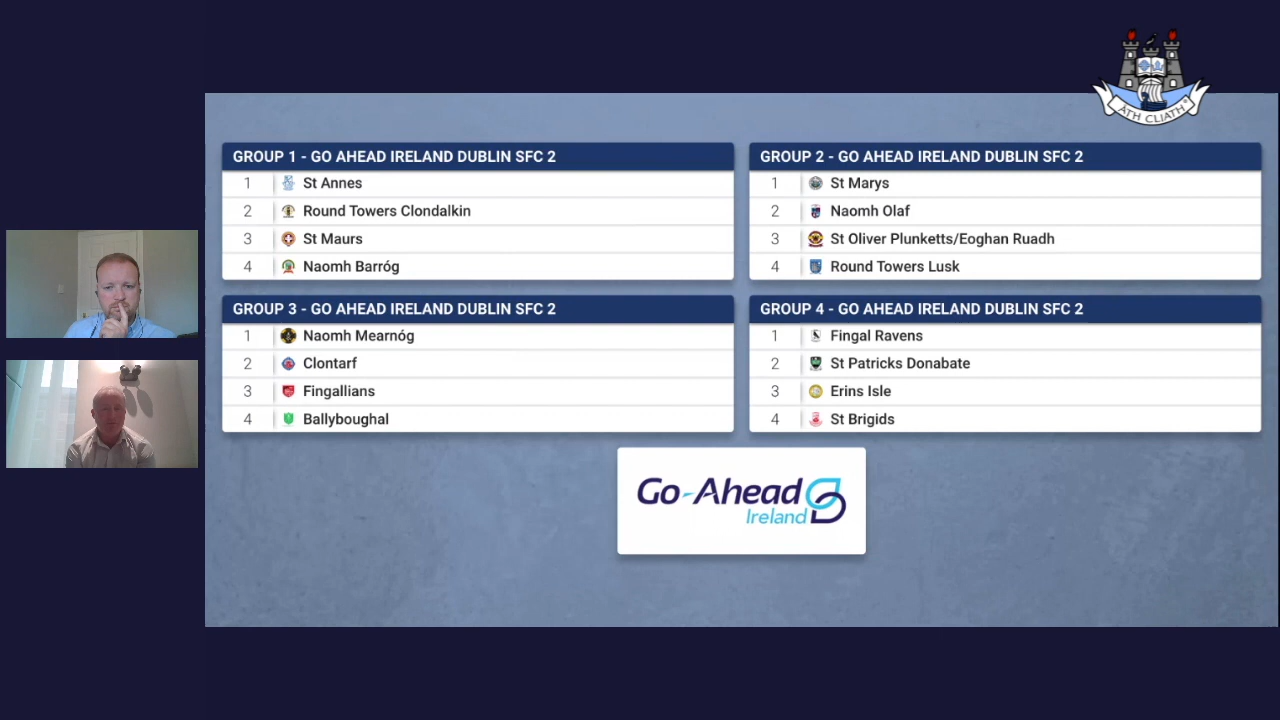 ÁTH CLIATH
GROUP 1 - GO AHEAD IRELAND DUBLIN SFC 2
1 St Annes
2 Round Towers Clondalkin
3 St Maurs
4 Naomh Barróg
GROUP 2 - GO AHEAD IRELAND DUBLIN SFC 2
1 St Marys
2 Naomh Olaf
3 St Oliver Plunketts/Eoghan Ruadh
4 Round Towers Lusk
GROUP 3 - GO AHEAD IRELAND DUBLIN SFC 2
1 Naomh Mearnóg
2 Clontarf
3 Fingallians
4 Ballyboughal
GROUP 4 - GO AHEAD IRELAND DUBLIN SFC 2
1 Fingal Ravens
2 St Patricks Donabate
3 Erins Isle
4 St Brigids
Go-Ahead
Ireland